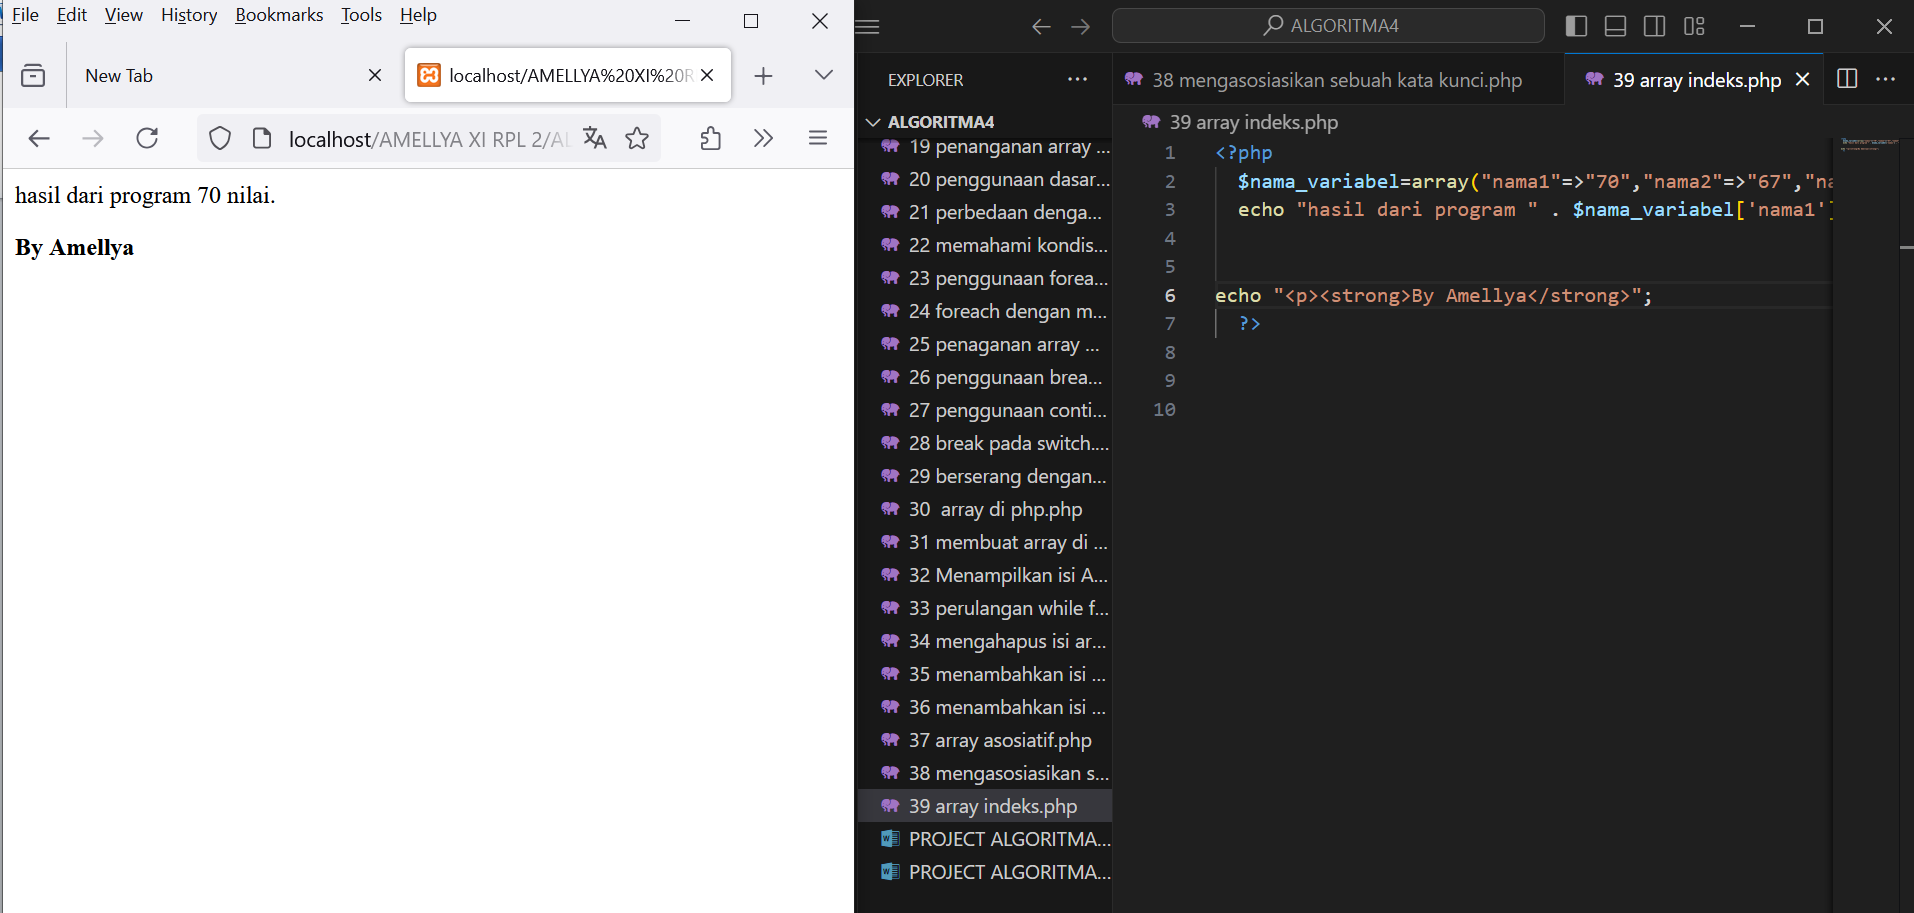 File Edit View History Bookmarks Tools Help
New Tab
localhost/AMELLYA%20XI%20R
localhost/AMELLYA XI RPL 2/AL
hasil dari program 70 nilai.
By Amellya
ALGORITMA4
EXPLORER
ALGORITMA4
19 penanganan array ...
20 penggunaan dasar...
21 perbedaan denga...
22 memahami kondis...
23 penggunaan forea...
24 foreach dengan m...
25 penaganan array ...
26 penggunaan brea...
27 penggunaan conti...
28 break pada switch....
29 berserang dengan...
30 array di php.php
31 membuat array di ...
32 Menampilkan isi A...
33 perulangan while f...
34 mengahapus isi ar...
35 menambahkan isi ...
36 menambahkan isi ...
37 array asosiatif.php
38 mengasosiasikan s...
39 array indeks.php
PROJECT ALGORITMA...
PROJECT ALGORITMA...
38 mengasosiasikan sebuah kata kunci.php
39 array indeks.php
39 array indeks.php
1 <?php
2 $nama_variabel=array("nama1"=>"70","nama2"=>"67","na
3 echo "hasil dari program " . $nama_variabel['nama1']
4
5
6 echo "<p><strong>By Amellya</strong>";
7 ?>
8
9
10